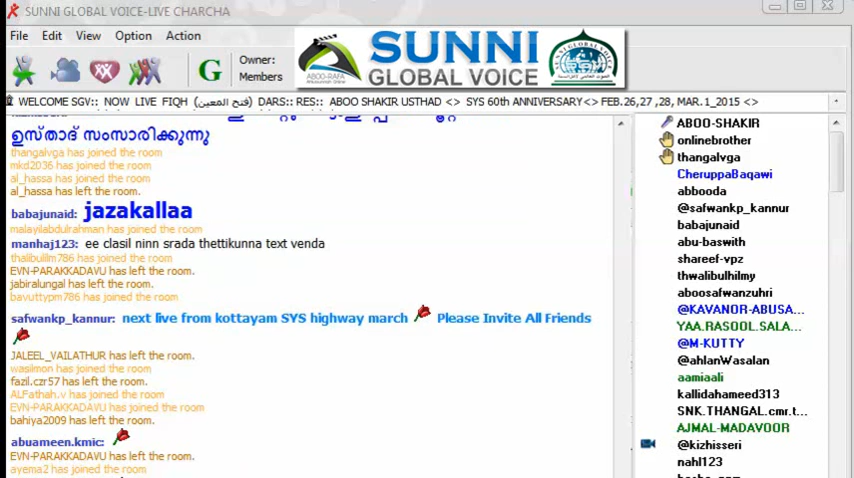 SUNNI GLOBAL VOICE-LIVE CHARCHA
File Edit View Option Action
G Owner:
Members
ABOO-RAFA
SUNNI
GLOBAL VOICE
WELCOME SGV:: NOW LIVE FIQH (فتح المعين) DARS:: RES:: ABOO SHAKIR USTHAD <> SYS 60th ANNIVERSARY<> FEB.26,27 ,28, MAR.1_2015 <>
ഉസ്താദ് സംസാരിക്കുന്നു
thangalvga has joined the room
mkd2036 has joined the room
al_hassa has joined the room
al_hassa has left the room.
babajunaid: jazakallaa
malayilabdulrahman has joined the room
manhaj123: ee clasil ninn srada thettikunna text venda
thalibulilm786 has joined the room
EVN-PARAKKADAVU has left the room.
jabiralungal has left the room.
bavuttypm786 has joined the room
safwankp_kannur: next live from kottayam SYS highway march Please Invite All Friends
JALEEL_VAILATHUR has left the room.
wasilmon has joined the room
fazil.czr57 has left the room.
ALFathah,v has joined the room
EVN-PARAKKADAVU has joined the room
bahiya2009 has left the room.
abuameen.kmic:
EVN-PARAKKADAVU has left the room.
ayema2 has joined the room
ABOO-SHAKIR
onlinebrother
thangalvga
CheruppaBaqawi
abbooda
@safwankp_kannur
babajunaid
abu-baswith
shareef-vpz
thwalibulhilmy
aboosafwanzuhri
@KAVANOR-ABUSA...
YAA.RASOOL.SALA...
@M-KUTTY
@ahlanWasalan
aamiaali
kallidahameed313
SNK.THANGAL.cmr.t...
AJMAL-MADAVOOR
@kizhisseri
nahl123